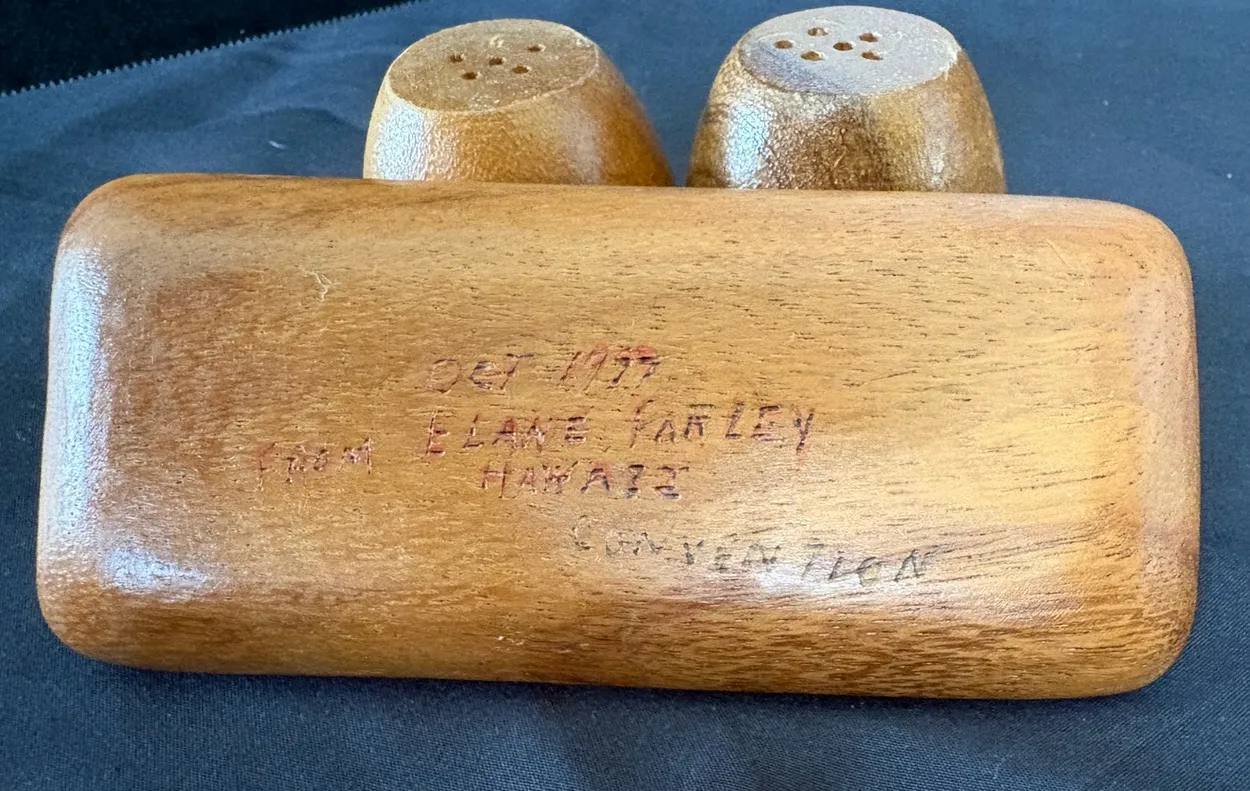 OCT 1977
FROM ELANE FARLEY
HAWAII
CONVENTION